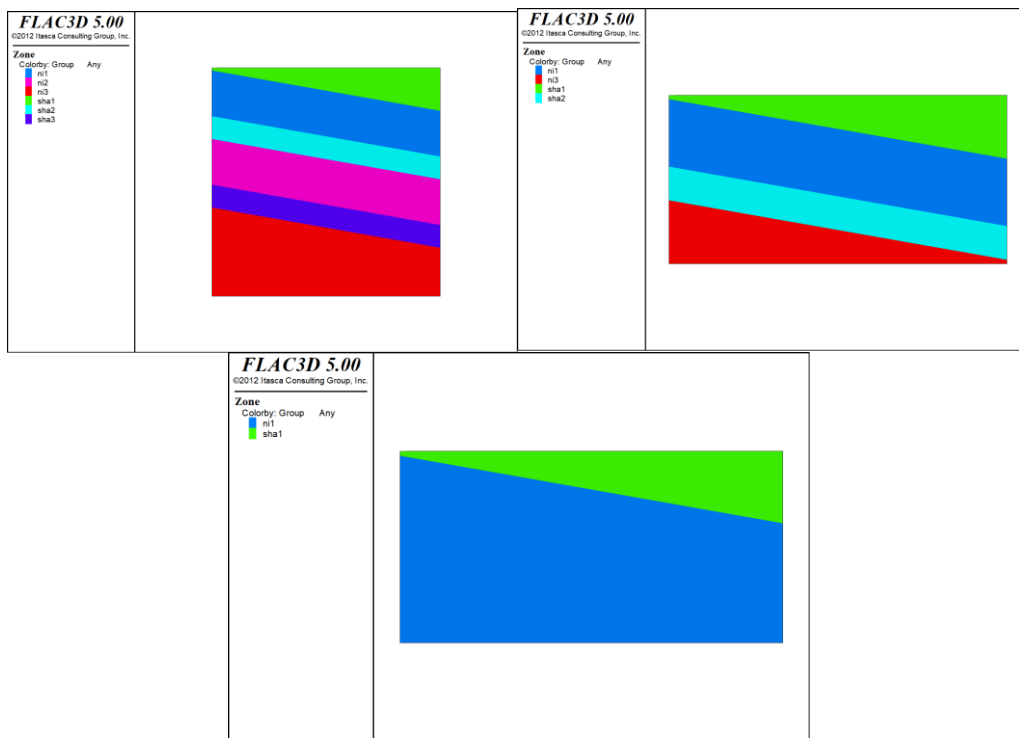 FLAC3D 5.00
©2012 Itasca Consulting Group, Inc.
Zone
Colorby: Group Any
ni1
ni2
ni3
sha1
sha2
sha3
FLAC3D 5.00
©2012 Itasca Consulting Group, Inc.
Zone
Colorby: Group Any
ni1
ni3
sha1
sha2
FLAC3D 5.00
©2012 Itasca Consulting Group, Inc.
Zone
Colorby: Group Any
ni1
sha1